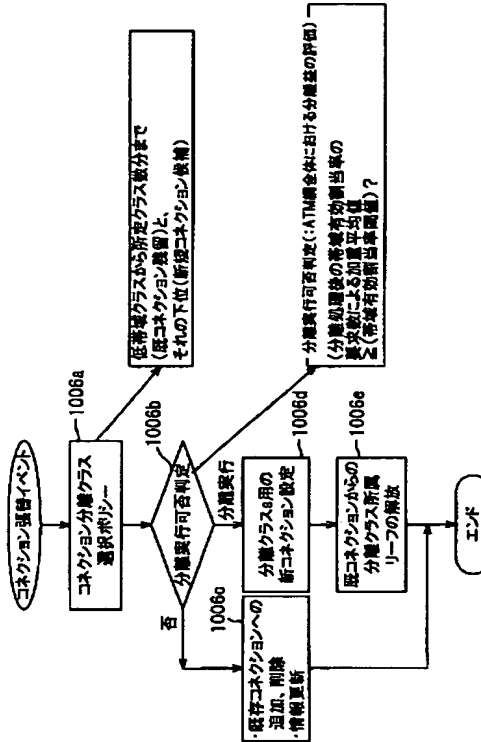 コネクション張替イベント
1006a
コネクション分離クラス
選択ポリシー
低帯域クラスから所定クラス数分まで
(既コネクション残留)と、
それの下位(新規コネクション候補)
1006b
分離実行可否判定
分離実行可否判定(:ATM網全体における分離益の評価)
(分離処理後の帯域有効割当率の
要求数による加重平均値
≧(帯域有効割当率閾値)?
否
分離実行
1006c
・既存コネクションへの
追加、削除
・情報更新
1006d
分離クラスa用の
新コネクション設定
1006e
既コネクションからの
分離クラス所属
リーフの解放
エンド